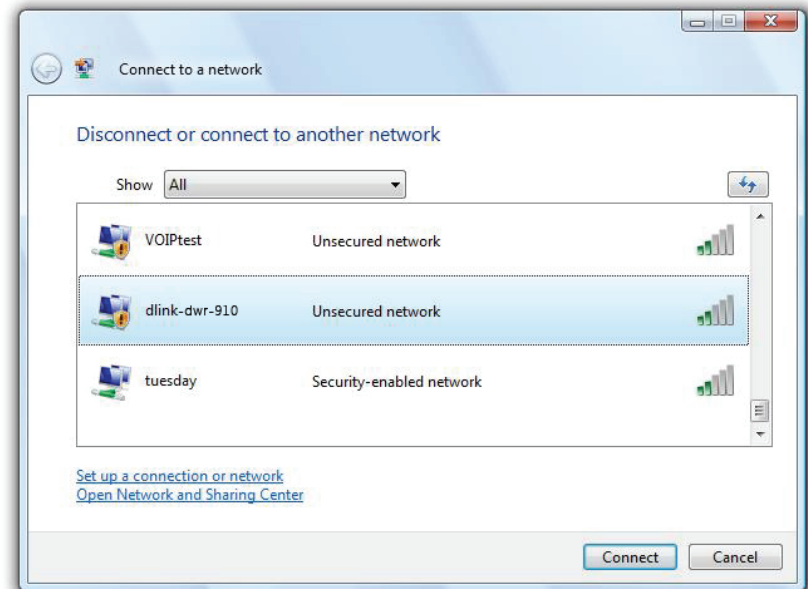 Connect to a network
Disconnect or connect to another network
Show All
VOIPtest Unsecured network
dlink-dwr-910 Unsecured network
tuesday Security-enabled network
Set up a connection or network
Open Network and Sharing Center
Connect Cancel